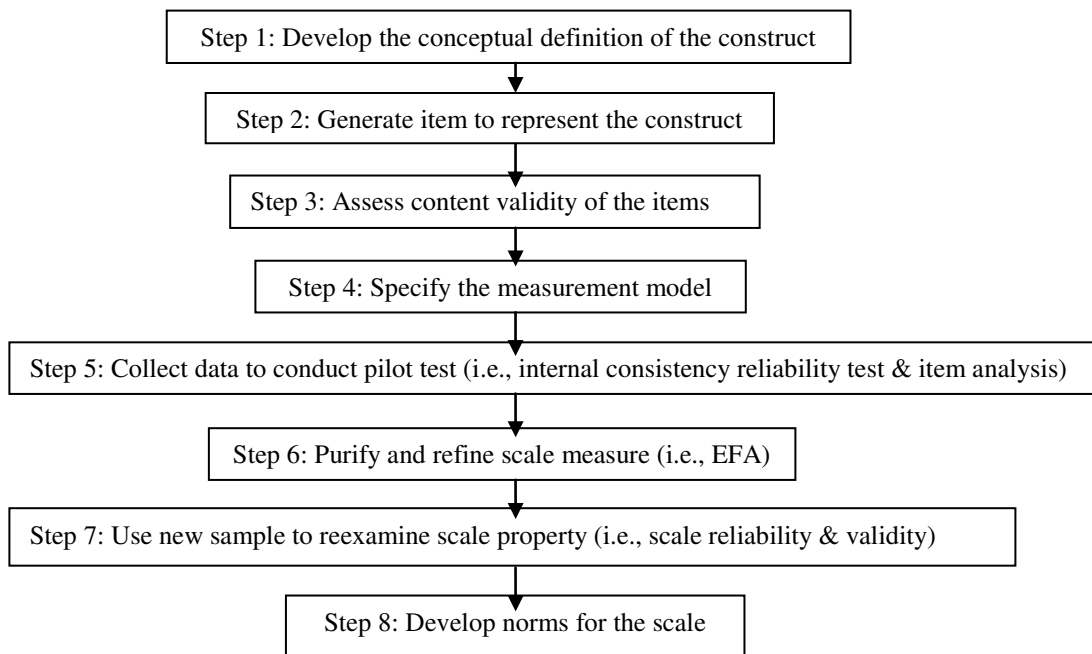 Step 1: Develop the conceptual definition of the construct
Step 2: Generate item to represent the construct
Step 3: Assess content validity of the items
Step 4: Specify the measurement model
Step 5: Collect data to conduct pilot test (i.e., internal consistency reliability test & item analysis)
Step 6: Purify and refine scale measure (i.e., EFA)
Step 7: Use new sample to reexamine scale property (i.e., scale reliability & validity)
Step 8: Develop norms for the scale